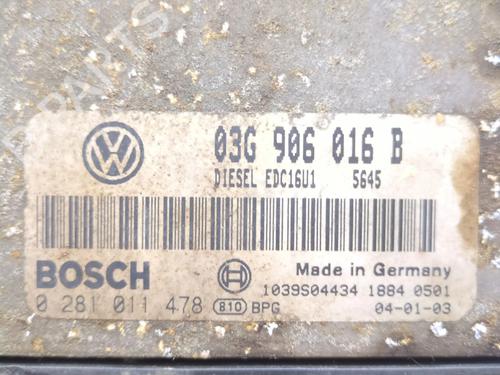 03G 906 016 B
DIESEL EDC16U1 5645
BOSCH
Made in Germany
1039S04434 1884 0501
0 281 011 478 B10 BPG
04-01-03